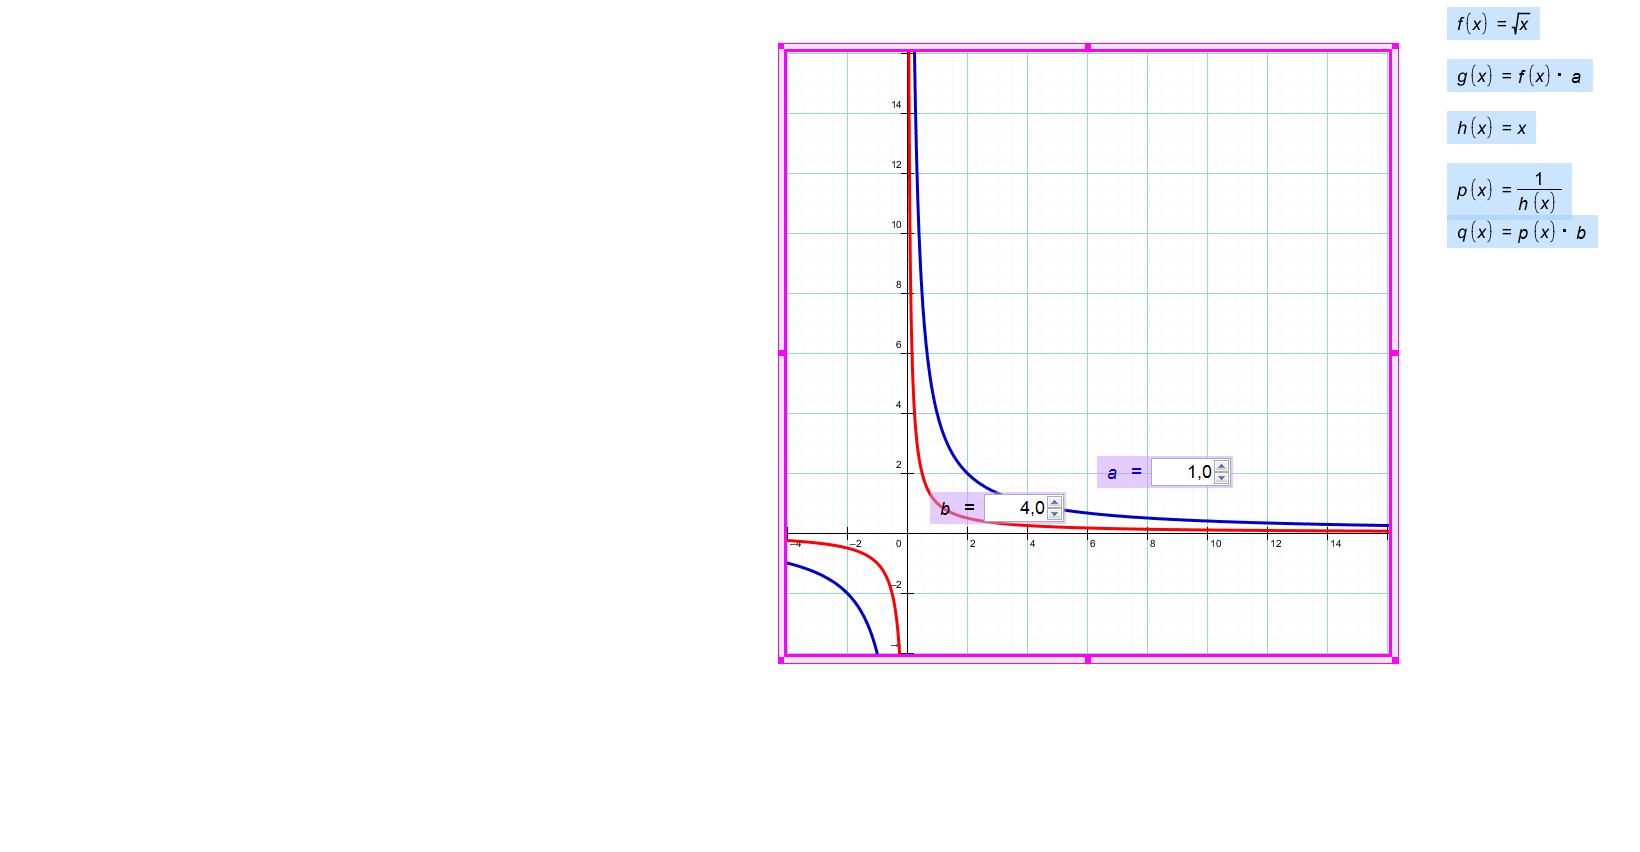 f(x) = √x
g(x) = f(x) · a
h(x) = x
p(x) = 1/h(x)
q(x) = p(x) · b
14
12
10
8
6
4
2
a = 1,0
b = 4,0
−4 −2 0 2 4 6 8 10 12 14
−2